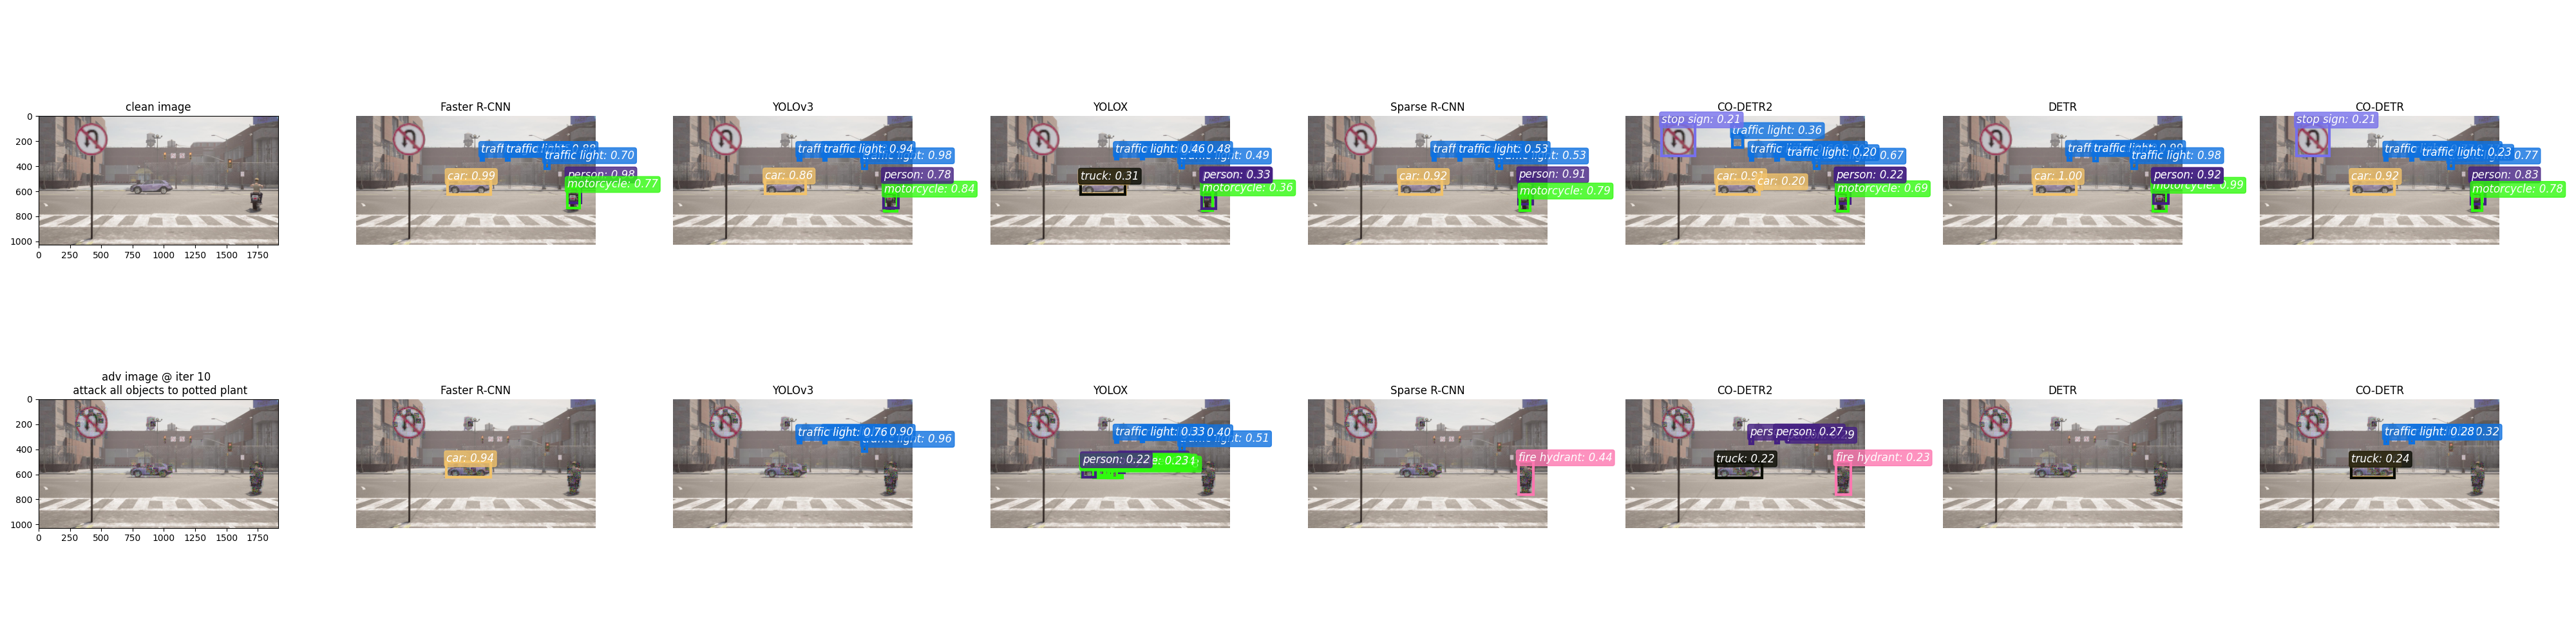 clean image
Faster R-CNN
YOLOv3
YOLOX
Sparse R-CNN
CO-DETR2
DETR
CO-DETR
0
200
400
600
800
1000
0 250 500 750 1000 1250 1500 1750
traffic light: 0.70
car: 0.99
person: 0.98
motorcycle: 0.77
traffic light: 0.94
traffic light: 0.98
car: 0.86
person: 0.78
motorcycle: 0.84
traffic light: 0.46
0.48
traffic light: 0.49
truck: 0.31
person: 0.33
motorcycle: 0.36
traffic light: 0.53
traffic light: 0.53
car: 0.92
person: 0.91
motorcycle: 0.79
stop sign: 0.21
traffic light: 0.36
traffic light: 0.20
0.67
car: 0.20
person: 0.22
motorcycle: 0.69
traffic light: 0.98
car: 1.00
person: 0.92
motorcycle: 0.99
stop sign: 0.21
traffic light: 0.23
0.77
car: 0.92
person: 0.83
motorcycle: 0.78
adv image @ iter 10
attack all objects to potted plant
Faster R-CNN
YOLOv3
YOLOX
Sparse R-CNN
CO-DETR2
DETR
CO-DETR
0
200
400
600
800
1000
0 250 500 750 1000 1250 1500 1750
car: 0.94
traffic light: 0.76
0.90
traffic light: 0.96
traffic light: 0.33
0.40
traffic light: 0.51
person: 0.22
fire hydrant: 0.44
person: 0.27
truck: 0.22
fire hydrant: 0.23
traffic light: 0.28
0.32
truck: 0.24